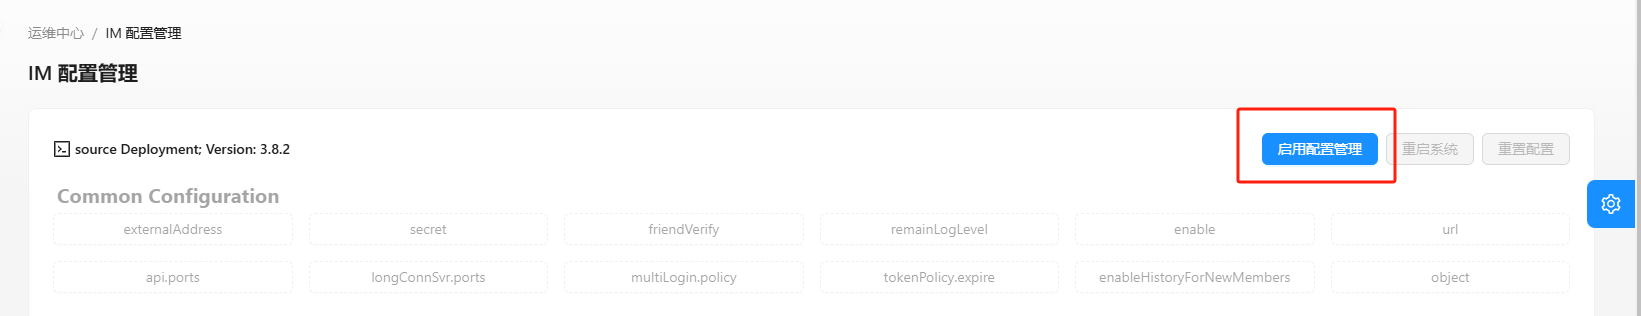 运维中心 / IM 配置管理
IM 配置管理
source Deployment; Version: 3.8.2
启用配置管理 重启系统 重置配置
Common Configuration
externalAddress secret friendVerify remainLogLevel enable url
api.ports longConnSvr.ports multiLogin.policy tokenPolicy.expire enableHistoryForNewMembers object